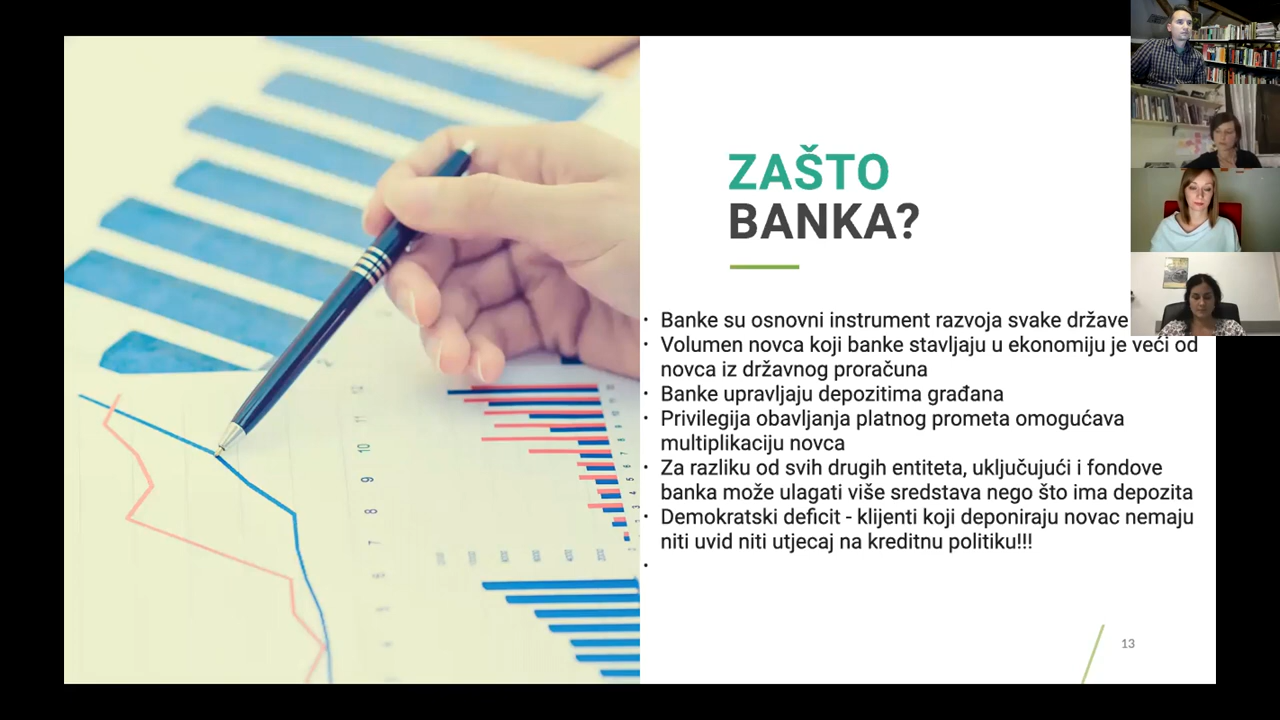 ZAŠTO
BANKA?
Banke su osnovni instrument razvoja svake države
Volumen novca koji banke stavljaju u ekonomiju je veći od
novca iz državnog proračuna
Banke upravljaju depozitima građana
Privilegija obavljanja platnog prometa omogućava
multiplikaciju novca
Za razliku od svih drugih entiteta, uključujući i fondove
banka može ulagati više sredstava nego što ima depozita
Demokratski deficit - klijenti koji deponiraju novac nemaju
niti uvid niti utjecaj na kreditnu politiku!!!
13